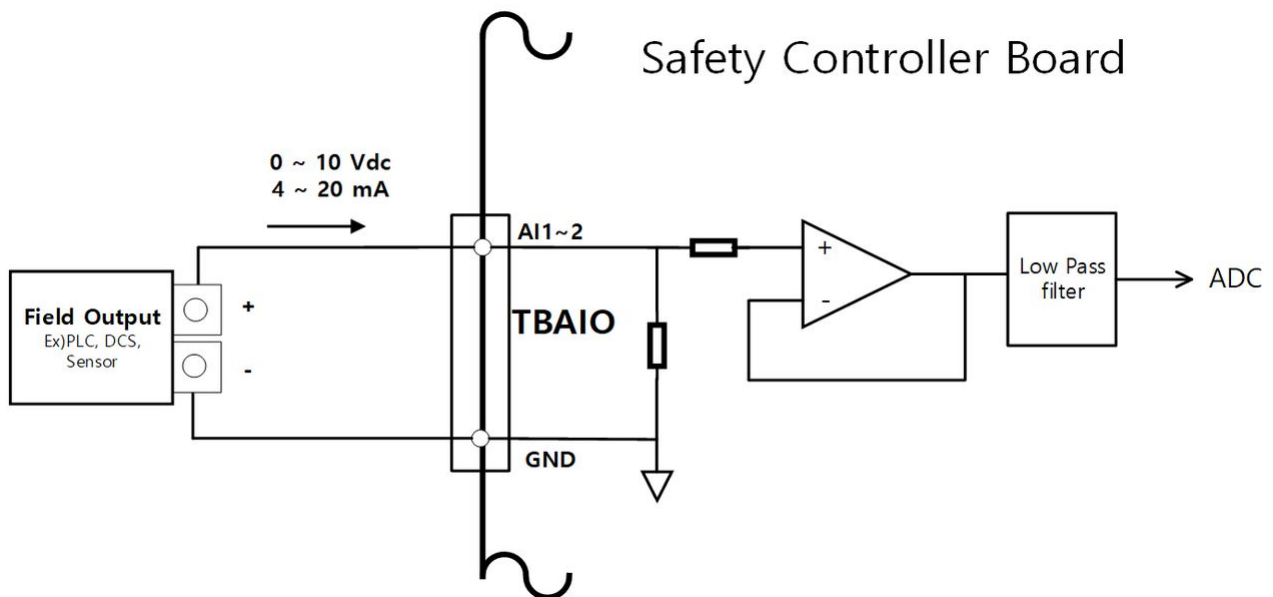 Safety Controller Board
0 ~ 10 Vdc
4 ~ 20 mA
AI1~2
Field Output
Ex)PLC, DCS,
Sensor
+
-
TBAIO
GND
+
-
Low Pass
filter
ADC